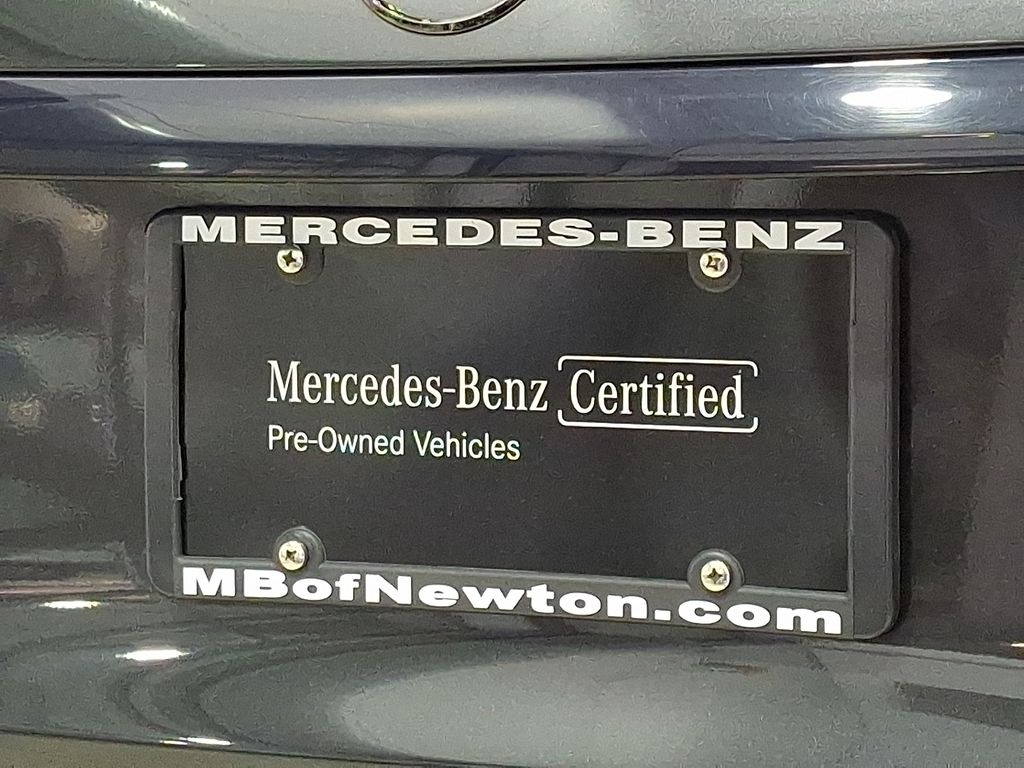 MERCEDES-BENZ
Mercedes-Benz Certified
Pre-Owned Vehicles
MBofNewton.com